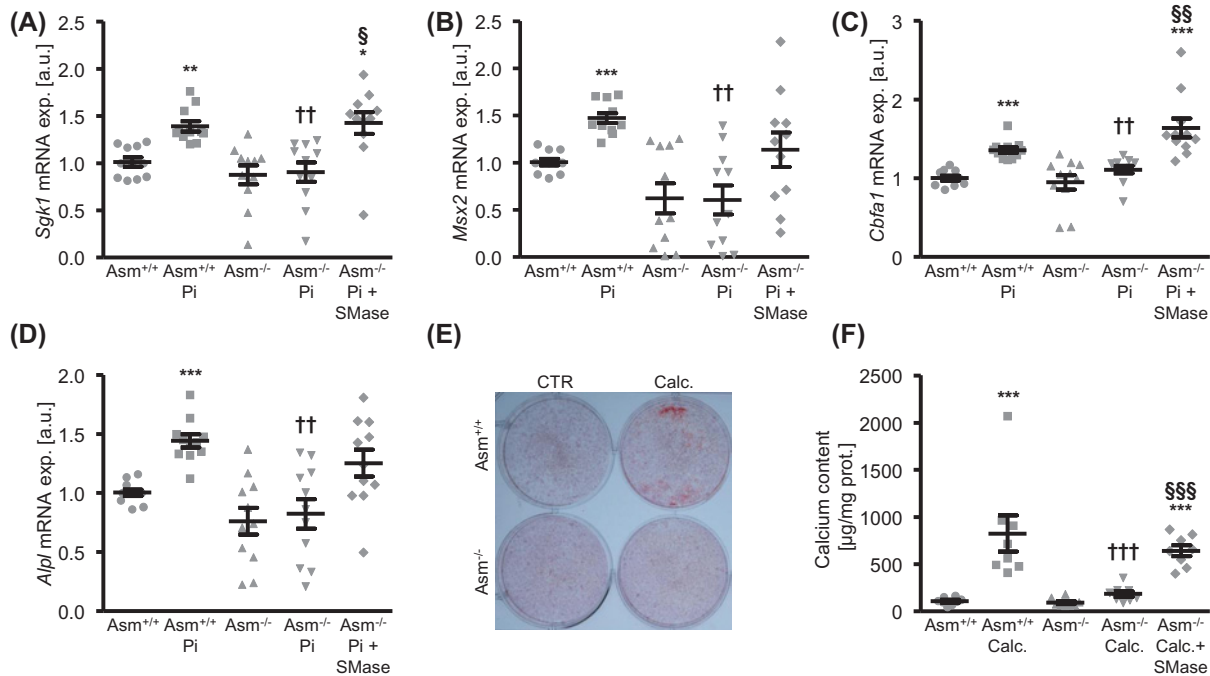 (A)
Sgk1 mRNA exp. [a.u.]
2.5
2.0
1.5
1.0
0.5
0.0
**
††
§
*
Asm+/+
Asm+/+
Pi
Asm-/-
Asm-/-
Pi
Asm-/-
Pi +
SMase
(B)
Msx2 mRNA exp. [a.u.]
2.5
2.0
1.5
1.0
0.5
0.0
***
††
Asm+/+
Asm+/+
Pi
Asm-/-
Asm-/-
Pi
Asm-/-
Pi +
SMase
(C)
Cbfa1 mRNA exp. [a.u.]
3
2
1
0
***
††
§§
***
Asm+/+
Asm+/+
Pi
Asm-/-
Asm-/-
Pi
Asm-/-
Pi +
SMase
(D)
Alpl mRNA exp. [a.u.]
2.0
1.5
1.0
0.5
0.0
***
††
Asm+/+
Asm+/+
Pi
Asm-/-
Asm-/-
Pi
Asm-/-
Pi +
SMase
(E)
CTR
Calc.
Asm+/+
Asm-/-
(F)
Calcium content
[µg/mg prot.]
2500
2000
1500
1000
500
0
***
†††
§§§
***
Asm+/+
Asm+/+
Calc.
Asm-/-
Asm-/-
Calc.
Asm-/-
Calc.+
SMase